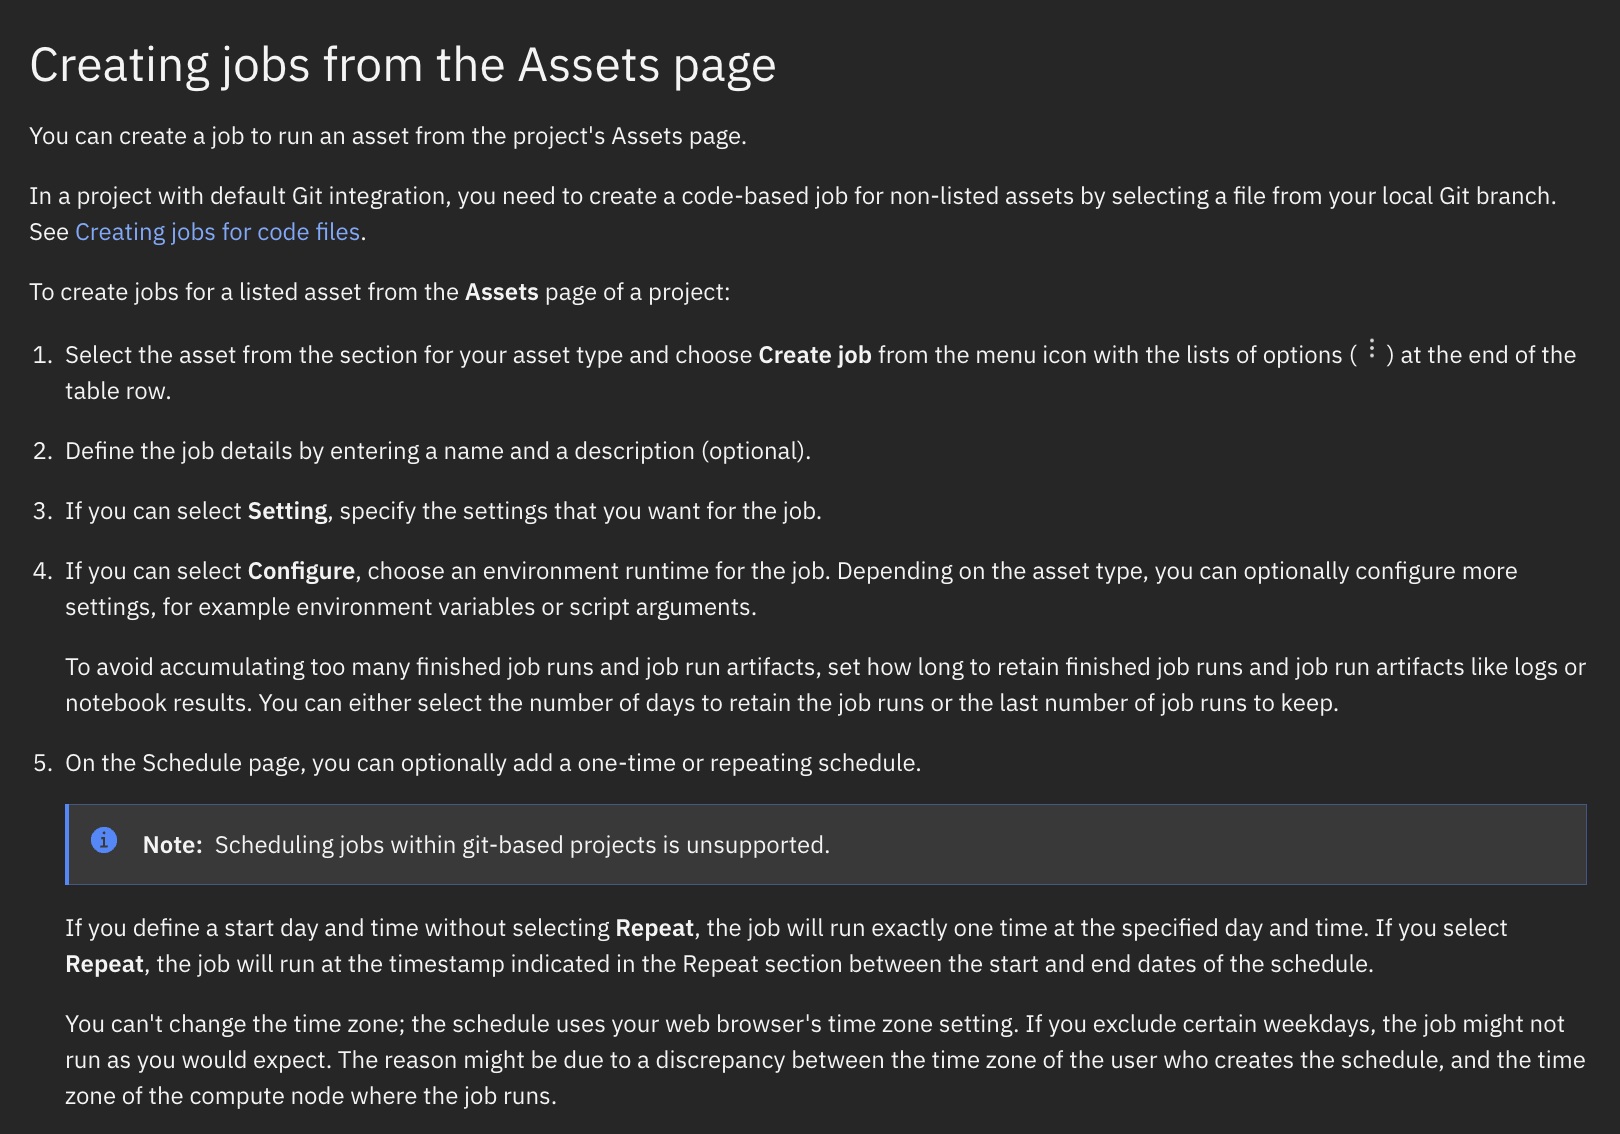 Creating jobs from the Assets page
You can create a job to run an asset from the project's Assets page.
In a project with default Git integration, you need to create a code-based job for non-listed assets by selecting a file from your local Git branch.
See Creating jobs for code files.
To create jobs for a listed asset from the Assets page of a project:
1. Select the asset from the section for your asset type and choose Create job from the menu icon with the lists of options ( ⋮ ) at the end of the
table row.
2. Define the job details by entering a name and a description (optional).
3. If you can select Setting, specify the settings that you want for the job.
4. If you can select Configure, choose an environment runtime for the job. Depending on the asset type, you can optionally configure more
settings, for example environment variables or script arguments.
To avoid accumulating too many finished job runs and job run artifacts, set how long to retain finished job runs and job run artifacts like logs or
notebook results. You can either select the number of days to retain the job runs or the last number of job runs to keep.
5. On the Schedule page, you can optionally add a one-time or repeating schedule.
Note: Scheduling jobs within git-based projects is unsupported.
If you define a start day and time without selecting Repeat, the job will run exactly one time at the specified day and time. If you select
Repeat, the job will run at the timestamp indicated in the Repeat section between the start and end dates of the schedule.
You can't change the time zone; the schedule uses your web browser's time zone setting. If you exclude certain weekdays, the job might not
run as you would expect. The reason might be due to a discrepancy between the time zone of the user who creates the schedule, and the time
zone of the compute node where the job runs.